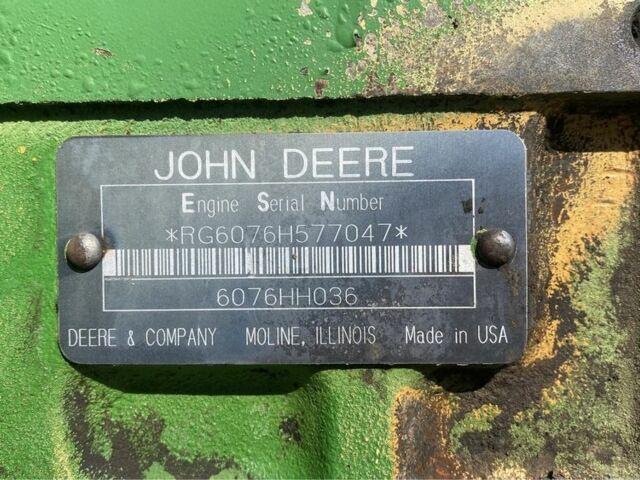 JOHN DEERE
Engine Serial Number
*RG6076H577047*
6076HH036
DEERE & COMPANY MOLINE, ILLINOIS Made in USA